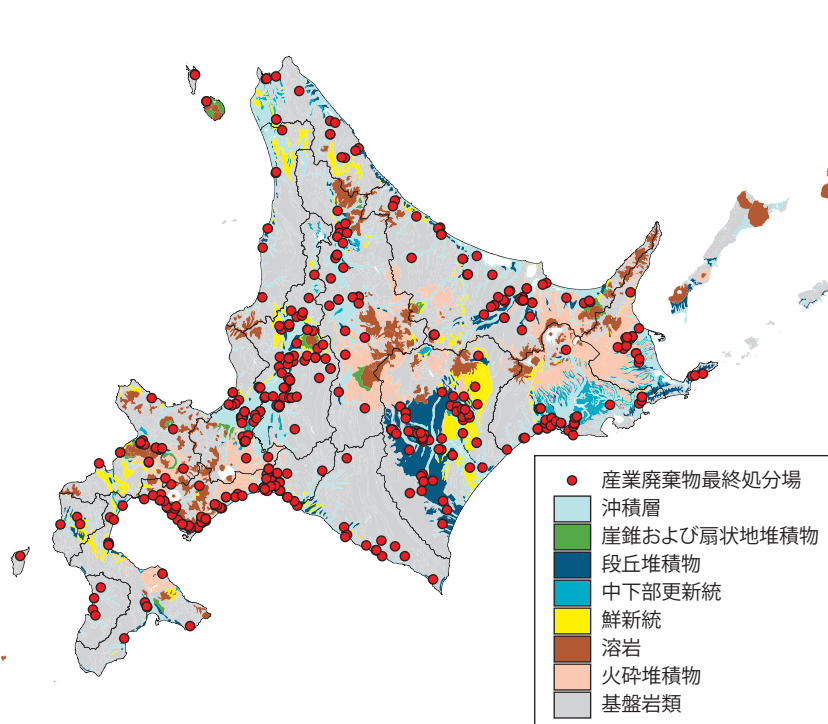 産業廃棄物最終処分場
沖積層
崖錐および扇状地堆積物
段丘堆積物
中下部更新統
鮮新統
溶岩
火砕堆積物
基盤岩類